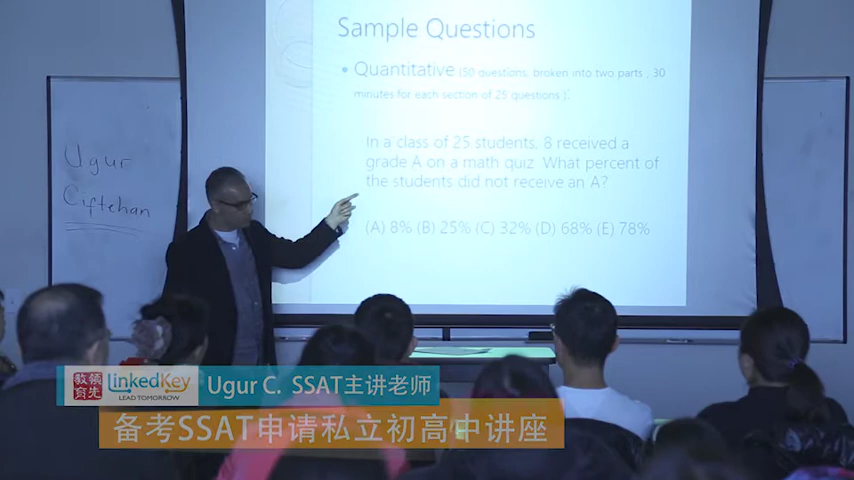 Sample Questions
• Quantitative (50 questions, broken into two parts ; 30
minutes for each section of 25 questions ):
In a class of 25 students, 8 received a
grade A on a math quiz. What percent of
the students did not receive an A?
(A) 8% (B) 25% (C) 32% (D) 68% (E) 78%
Ugur
Ciftehan
领先教育
LinkedKey
LEAD TOMORROW
Ugur C. SSAT主讲老师
备考SSAT申请私立初高中讲座